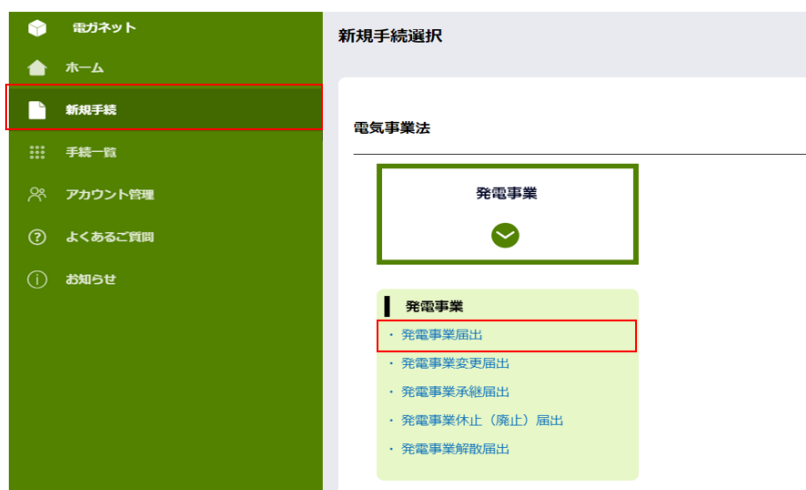 電ガネット
ホーム
新規手続
手続一覧
アカウント管理
よくあるご質問
お知らせ
新規手続選択
電気事業法
発電事業
発電事業
・ 発電事業届出
・ 発電事業変更届出
・ 発電事業承継届出
・ 発電事業休止（廃止）届出
・ 発電事業解散届出